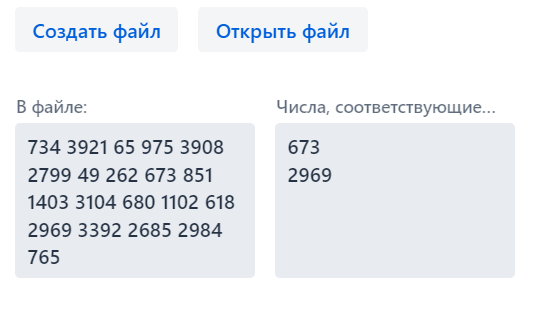 Создать файл Открыть файл
В файле: Числа, соответствующие...
734 3921 65 975 3908
2799 49 262 673 851
1403 3104 680 1102 618
2969 3392 2685 2984
765
673
2969